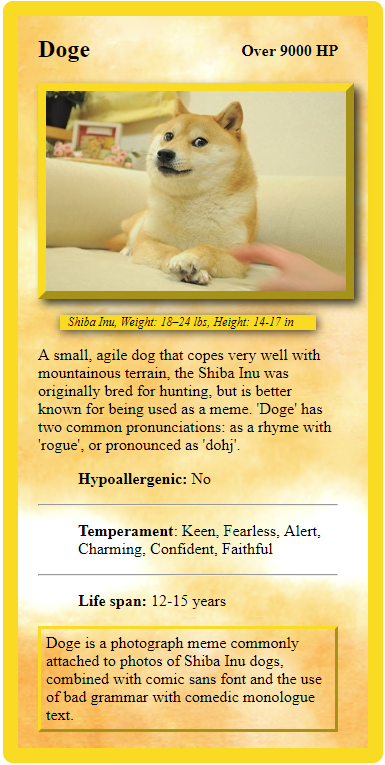 Doge
Over 9000 HP
Shiba Inu, Weight: 18–24 lbs, Height: 14-17 in
A small, agile dog that copes very well with
mountainous terrain, the Shiba Inu was
originally bred for hunting, but is better
known for being used as a meme. 'Doge' has
two common pronunciations: as a rhyme with
'rogue', or pronounced as 'dohj'.
Hypoallergenic: No
Temperament: Keen, Fearless, Alert,
Charming, Confident, Faithful
Life span: 12-15 years
Doge is a photograph meme commonly
attached to photos of Shiba Inu dogs,
combined with comic sans font and the use
of bad grammar with comedic monologue
text.